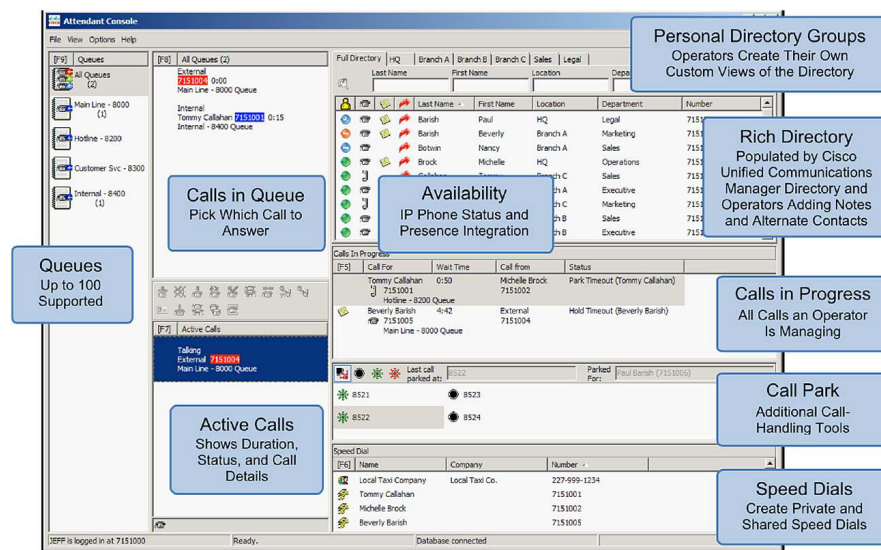 Attendant Console
File View Options Help
[F9] Queues
All Queues
(2)
Main Line - 8000
(1)
Hotline - 8200
Customer Svc - 8300
Internal - 8400
(1)
Queues
Up to 100
Supported
[F8] All Queues (2)
External
7151004 0:00
Main Line - 8000 Queue
Internal
Tommy Callahan 7151001 0:15
Internal - 8400 Queue
Calls in Queue
Pick Which Call to
Answer
[F7] Active Calls
Talking
External 7151004
Main Line - 8000 Queue
Active Calls
Shows Duration,
Status, and Call
Details
Full Directory HQ Branch A Branch B Branch C Sales Legal
Last Name First Name Location
Last Name First Name Location Department Number
Barish Paul HQ Legal
Barish Beverly Branch A Marketing
Botwin Nancy Branch A Sales
Brock Michelle HQ Operations
Sales
Executive
Marketing
Sales
Executive
Availability
IP Phone Status and
Presence Integration
Calls In Progress
[F5] Call For Wait Time Call from Status
Tommy Callahan 0:50 Michelle Brock Park Timeout (Tommy Callahan)
7151001 7151002
Hotline - 8200 Queue
Beverly Barish 4:42 External Hold Timeout (Beverly Barish)
7151005 7151004
Main Line - 8000 Queue
Last call
parked at: 8522 Parked
For: Paul Barish (7151006)
8521 8523
8522 8524
Speed Dial
[F6] Name Company Number
Local Taxi Company Local Taxi Co. 227-999-1234
Tommy Callahan 7151001
Michelle Brock 7151002
Beverly Barish 7151005
Personal Directory Groups
Operators Create Their Own
Custom Views of the Directory
Rich Directory
Populated by Cisco
Unified Communications
Manager Directory and
Operators Adding Notes
and Alternate Contacts
Calls in Progress
All Calls an Operator
Is Managing
Call Park
Additional Call-
Handling Tools
Speed Dials
Create Private and
Shared Speed Dials
JEFF is logged in at 7151000 Ready. Database connected